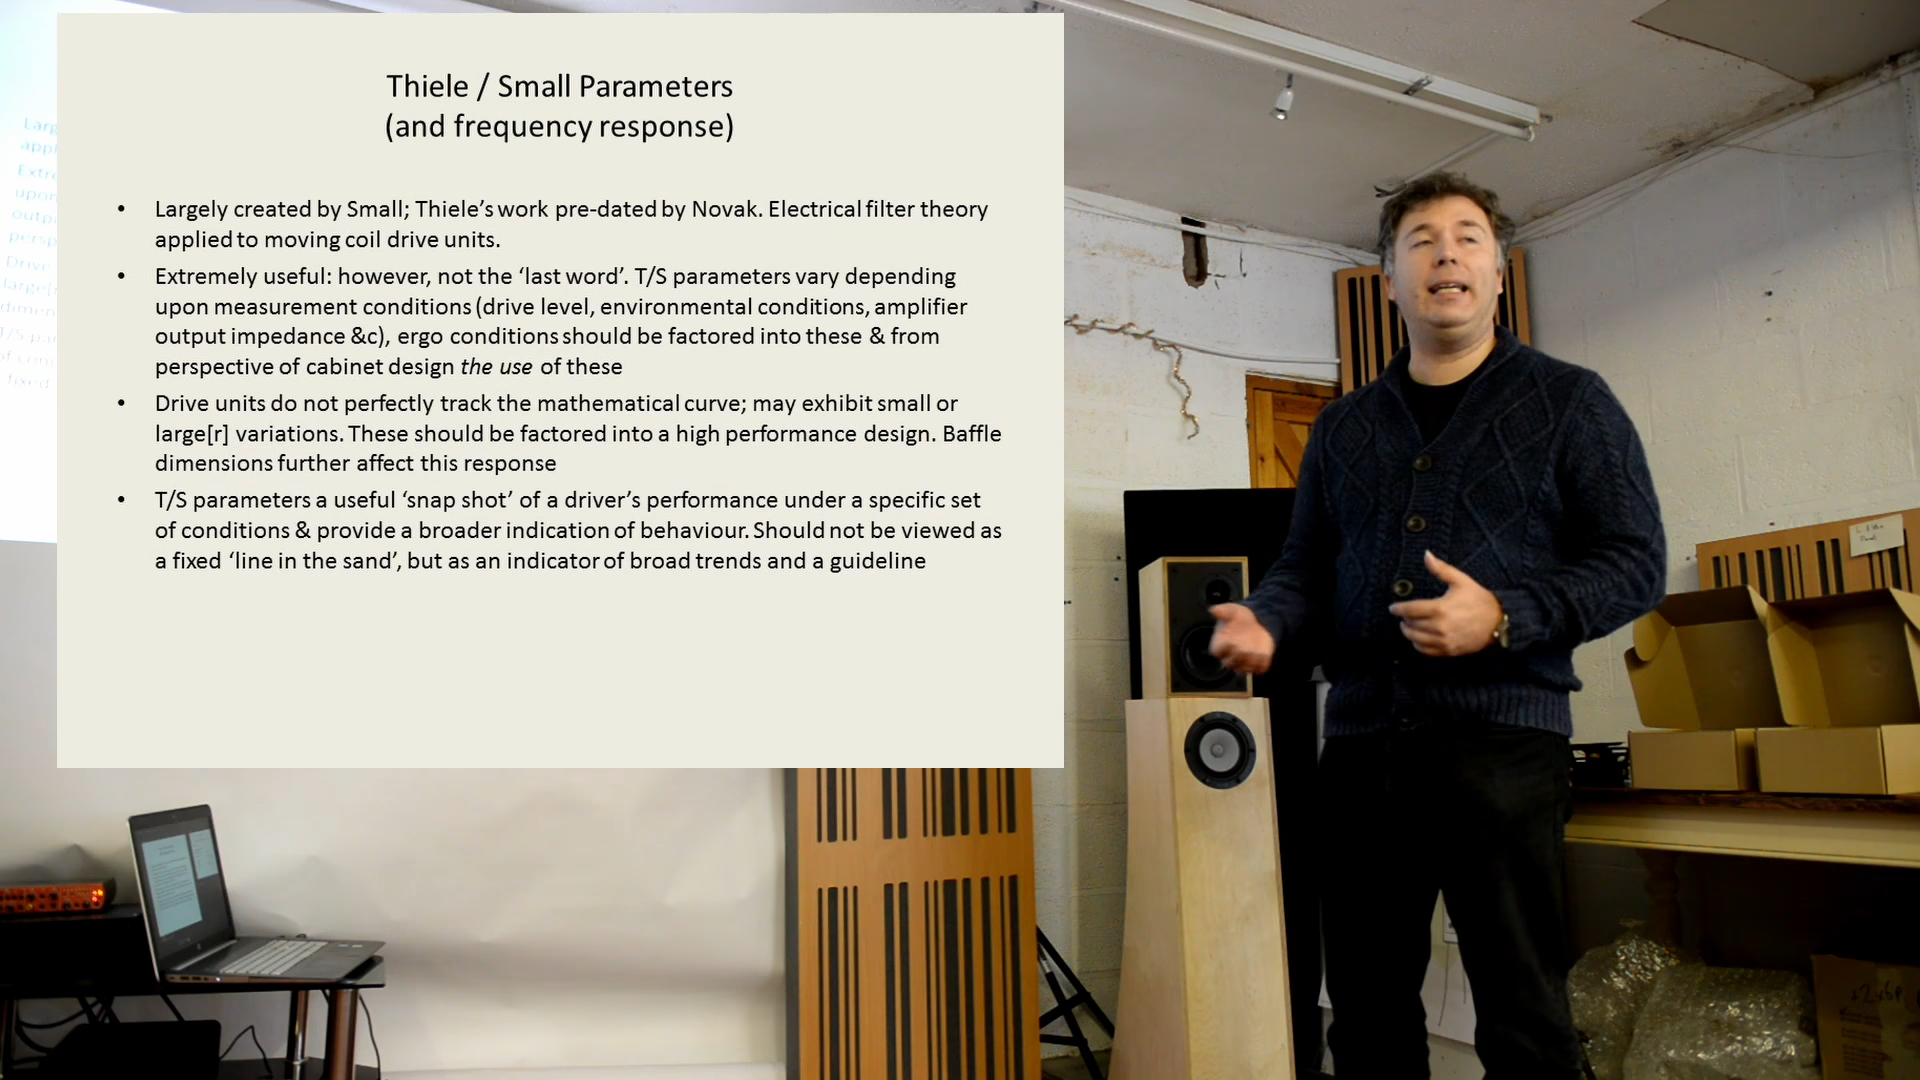 Thiele / Small Parameters
(and frequency response)
• Largely created by Small; Thiele’s work pre-dated by Novak. Electrical filter theory
applied to moving coil drive units.
• Extremely useful: however, not the ‘last word’. T/S parameters vary depending
upon measurement conditions (drive level, environmental conditions, amplifier
output impedance &c), ergo conditions should be factored into these & from
perspective of cabinet design the use of these
• Drive units do not perfectly track the mathematical curve; may exhibit small or
large[r] variations. These should be factored into a high performance design. Baffle
dimensions further affect this response
• T/S parameters a useful ‘snap shot’ of a driver’s performance under a specific set
of conditions & provide a broader indication of behaviour. Should not be viewed as
a fixed ‘line in the sand’, but as an indicator of broad trends and a guideline